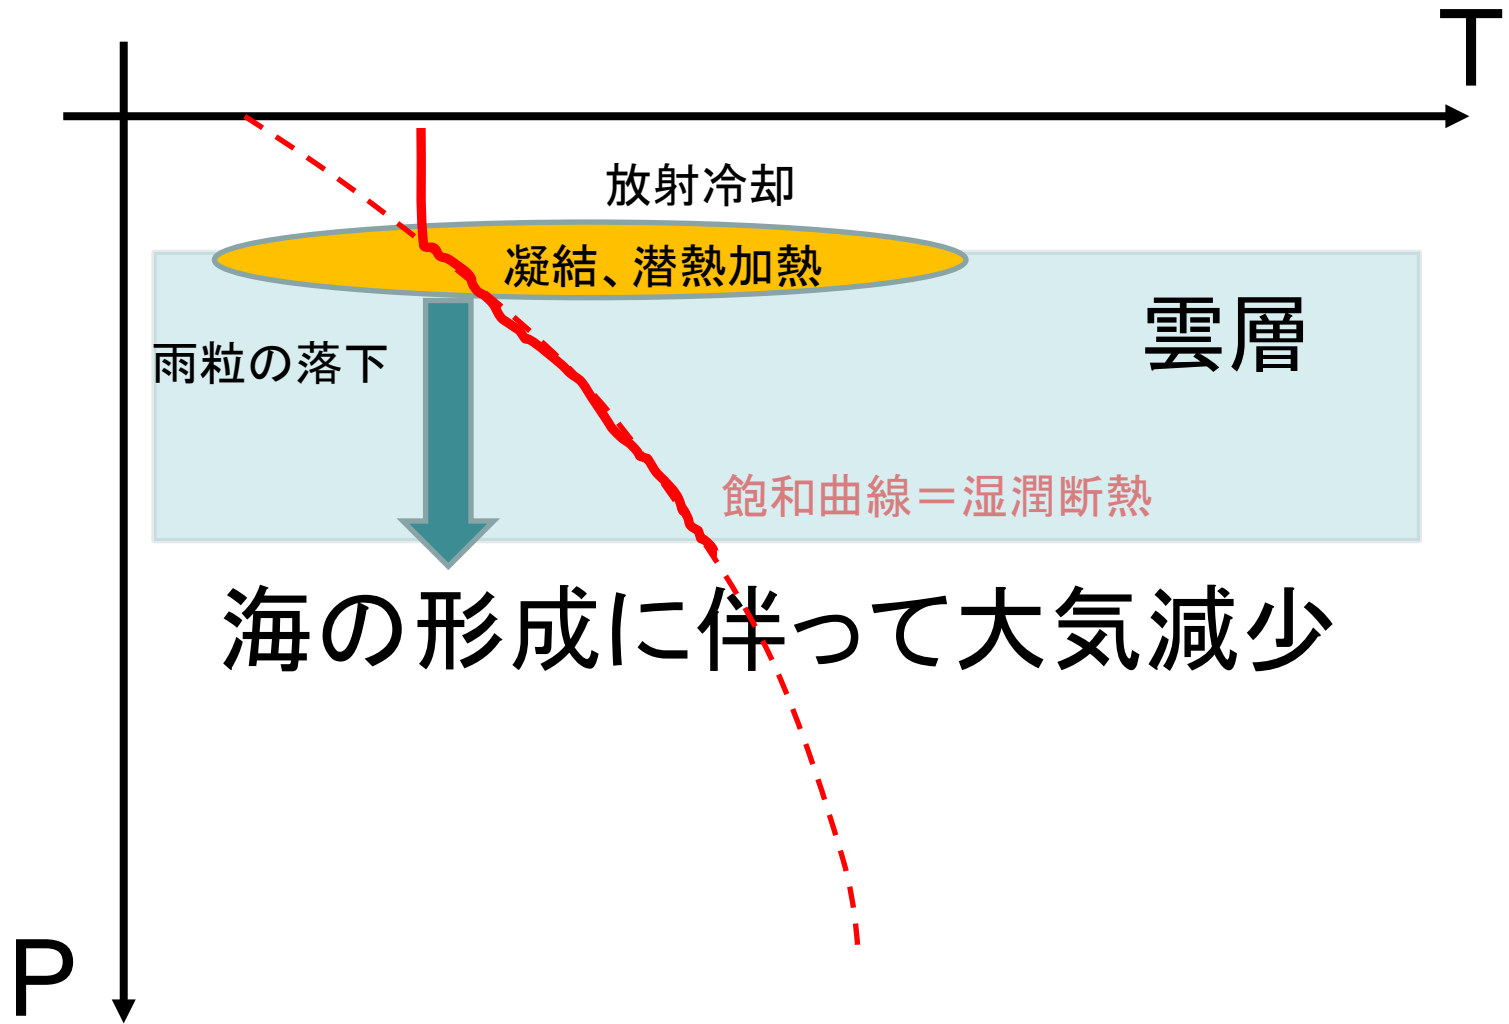 T
放射冷却
凝結、潜熱加熱
雲層
雨粒の落下
飽和曲線=湿潤断熱
海の形成に伴って大気減少
P